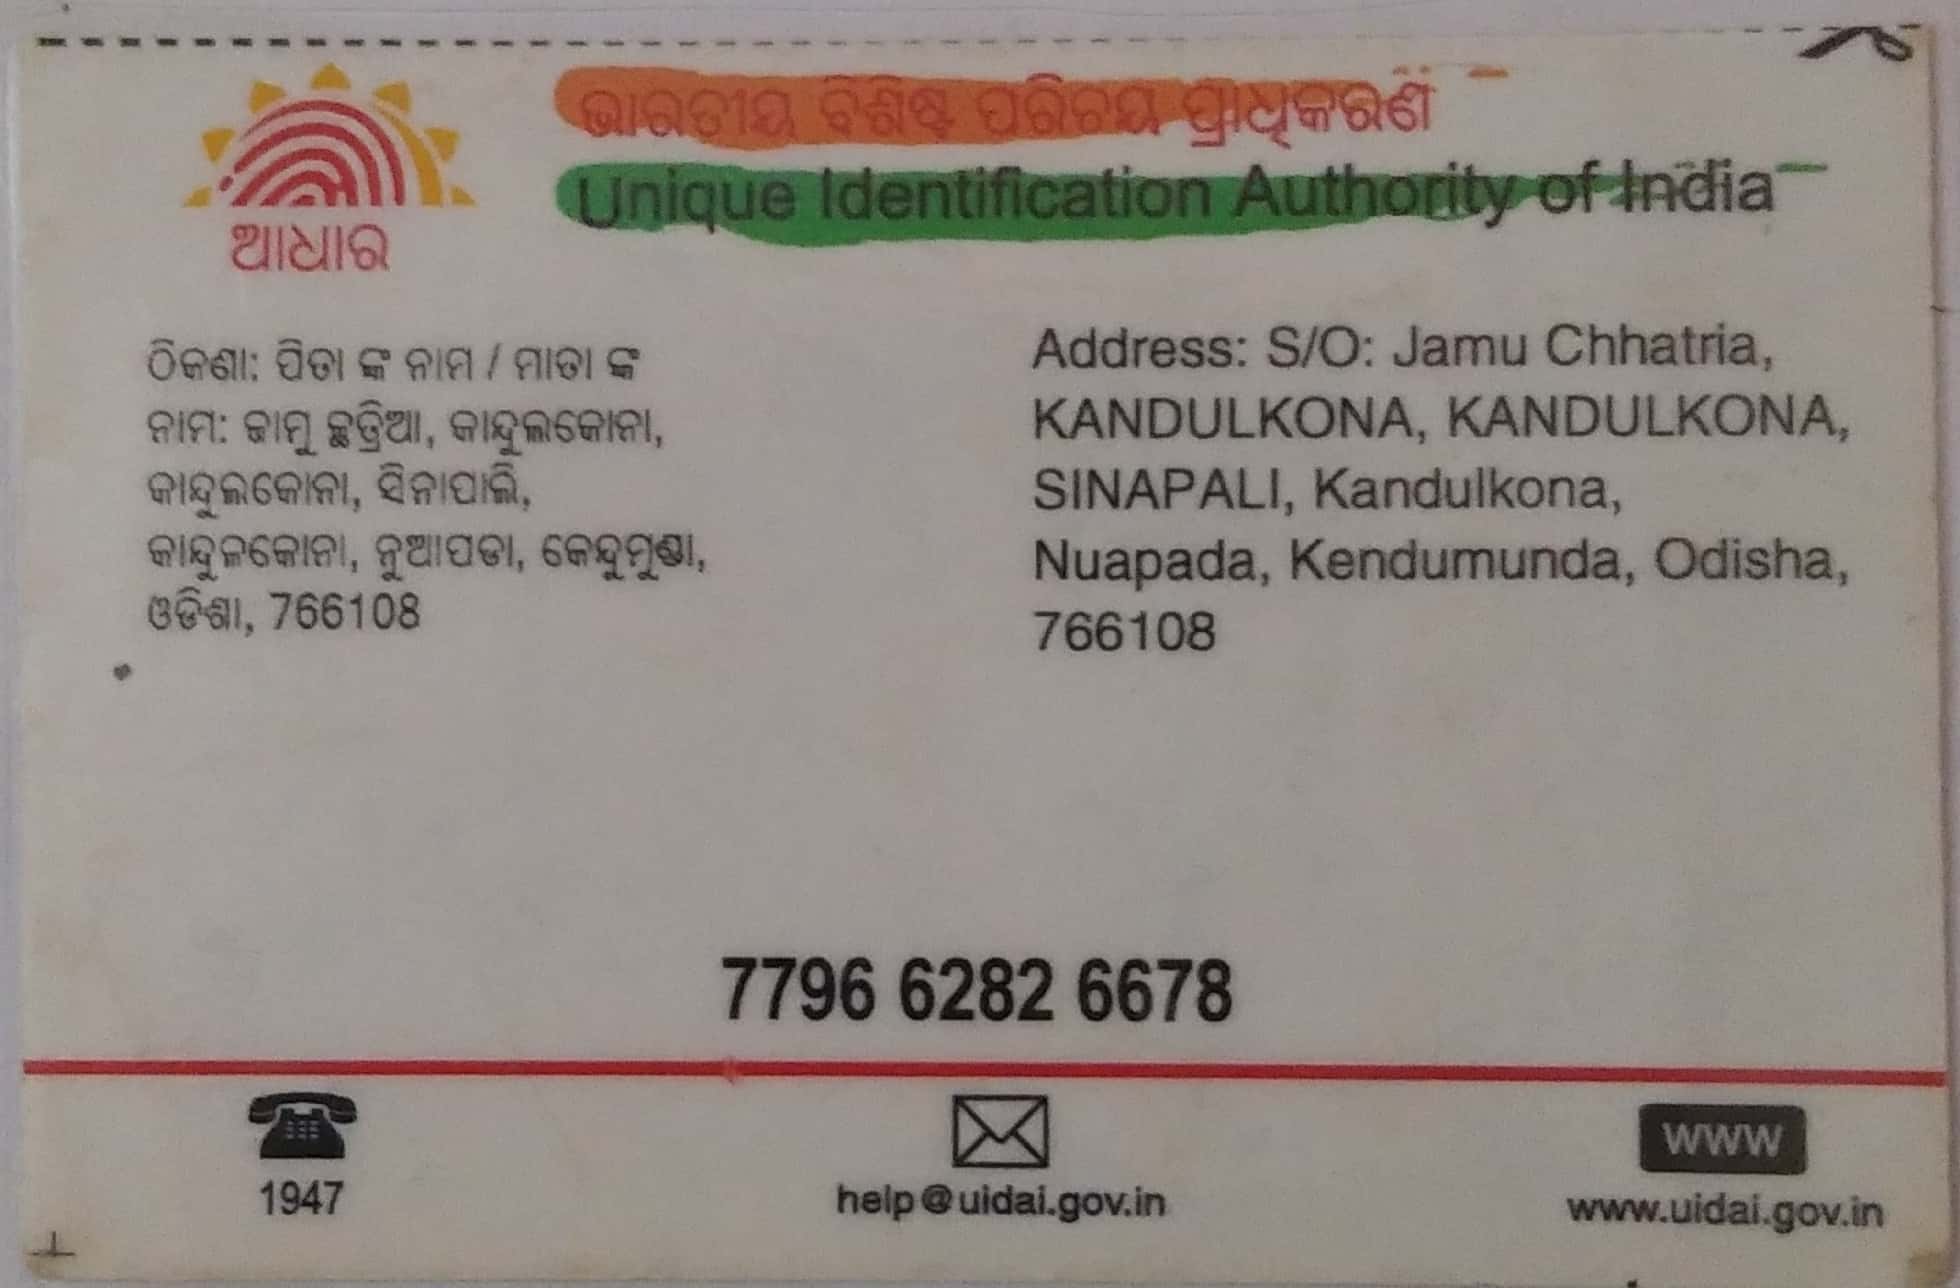 ଭାରତୀୟ ବିଶିଷ୍ଟ ପରିଚୟ ପ୍ରାଧିକରଣ
Unique Identification Authority of India
ଆଧାର
ଠିକଣା: ପିତା ଙ୍କ ନାମ / ମାତା ଙ୍କ
ନାମ: ଜାମୁ ଛତ୍ରିଆ, କାନ୍ଦୁଲକୋନା,
କାନ୍ଦୁଲକୋନା, ସିନାପାଲି,
କାନ୍ଦୁଳକୋନା, ନୁଆପଡା, କେନ୍ଦୁମୁଣ୍ଡା,
ଓଡିଶା, 766108
Address: S/O: Jamu Chhatria,
KANDULKONA, KANDULKONA,
SINAPALI, Kandulkona,
Nuapada, Kendumunda, Odisha,
766108
7796 6282 6678
1947
help@uidai.gov.in
www
www.uidai.gov.in